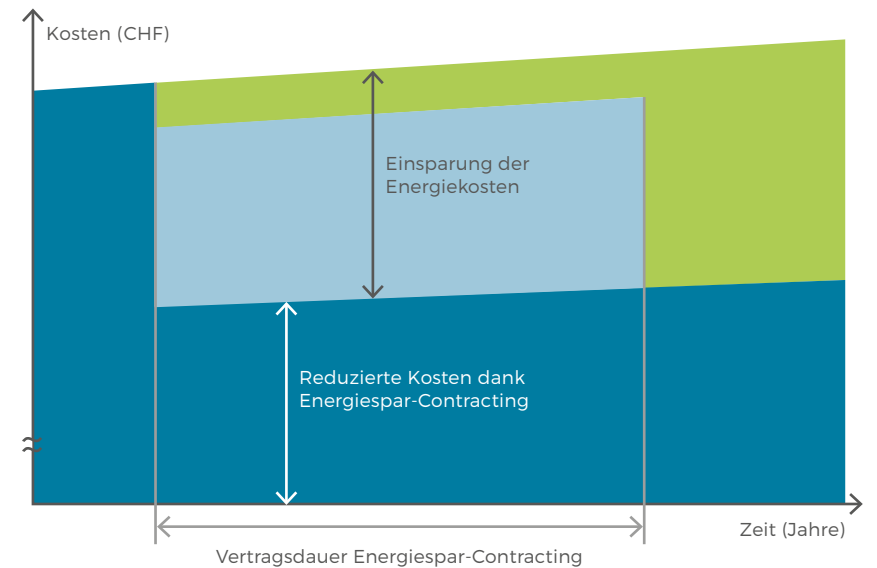 Kosten (CHF)
Einsparung der
Energiekosten
Reduzierte Kosten dank
Energiespar-Contracting
Zeit (Jahre)
Vertragsdauer Energiespar-Contracting